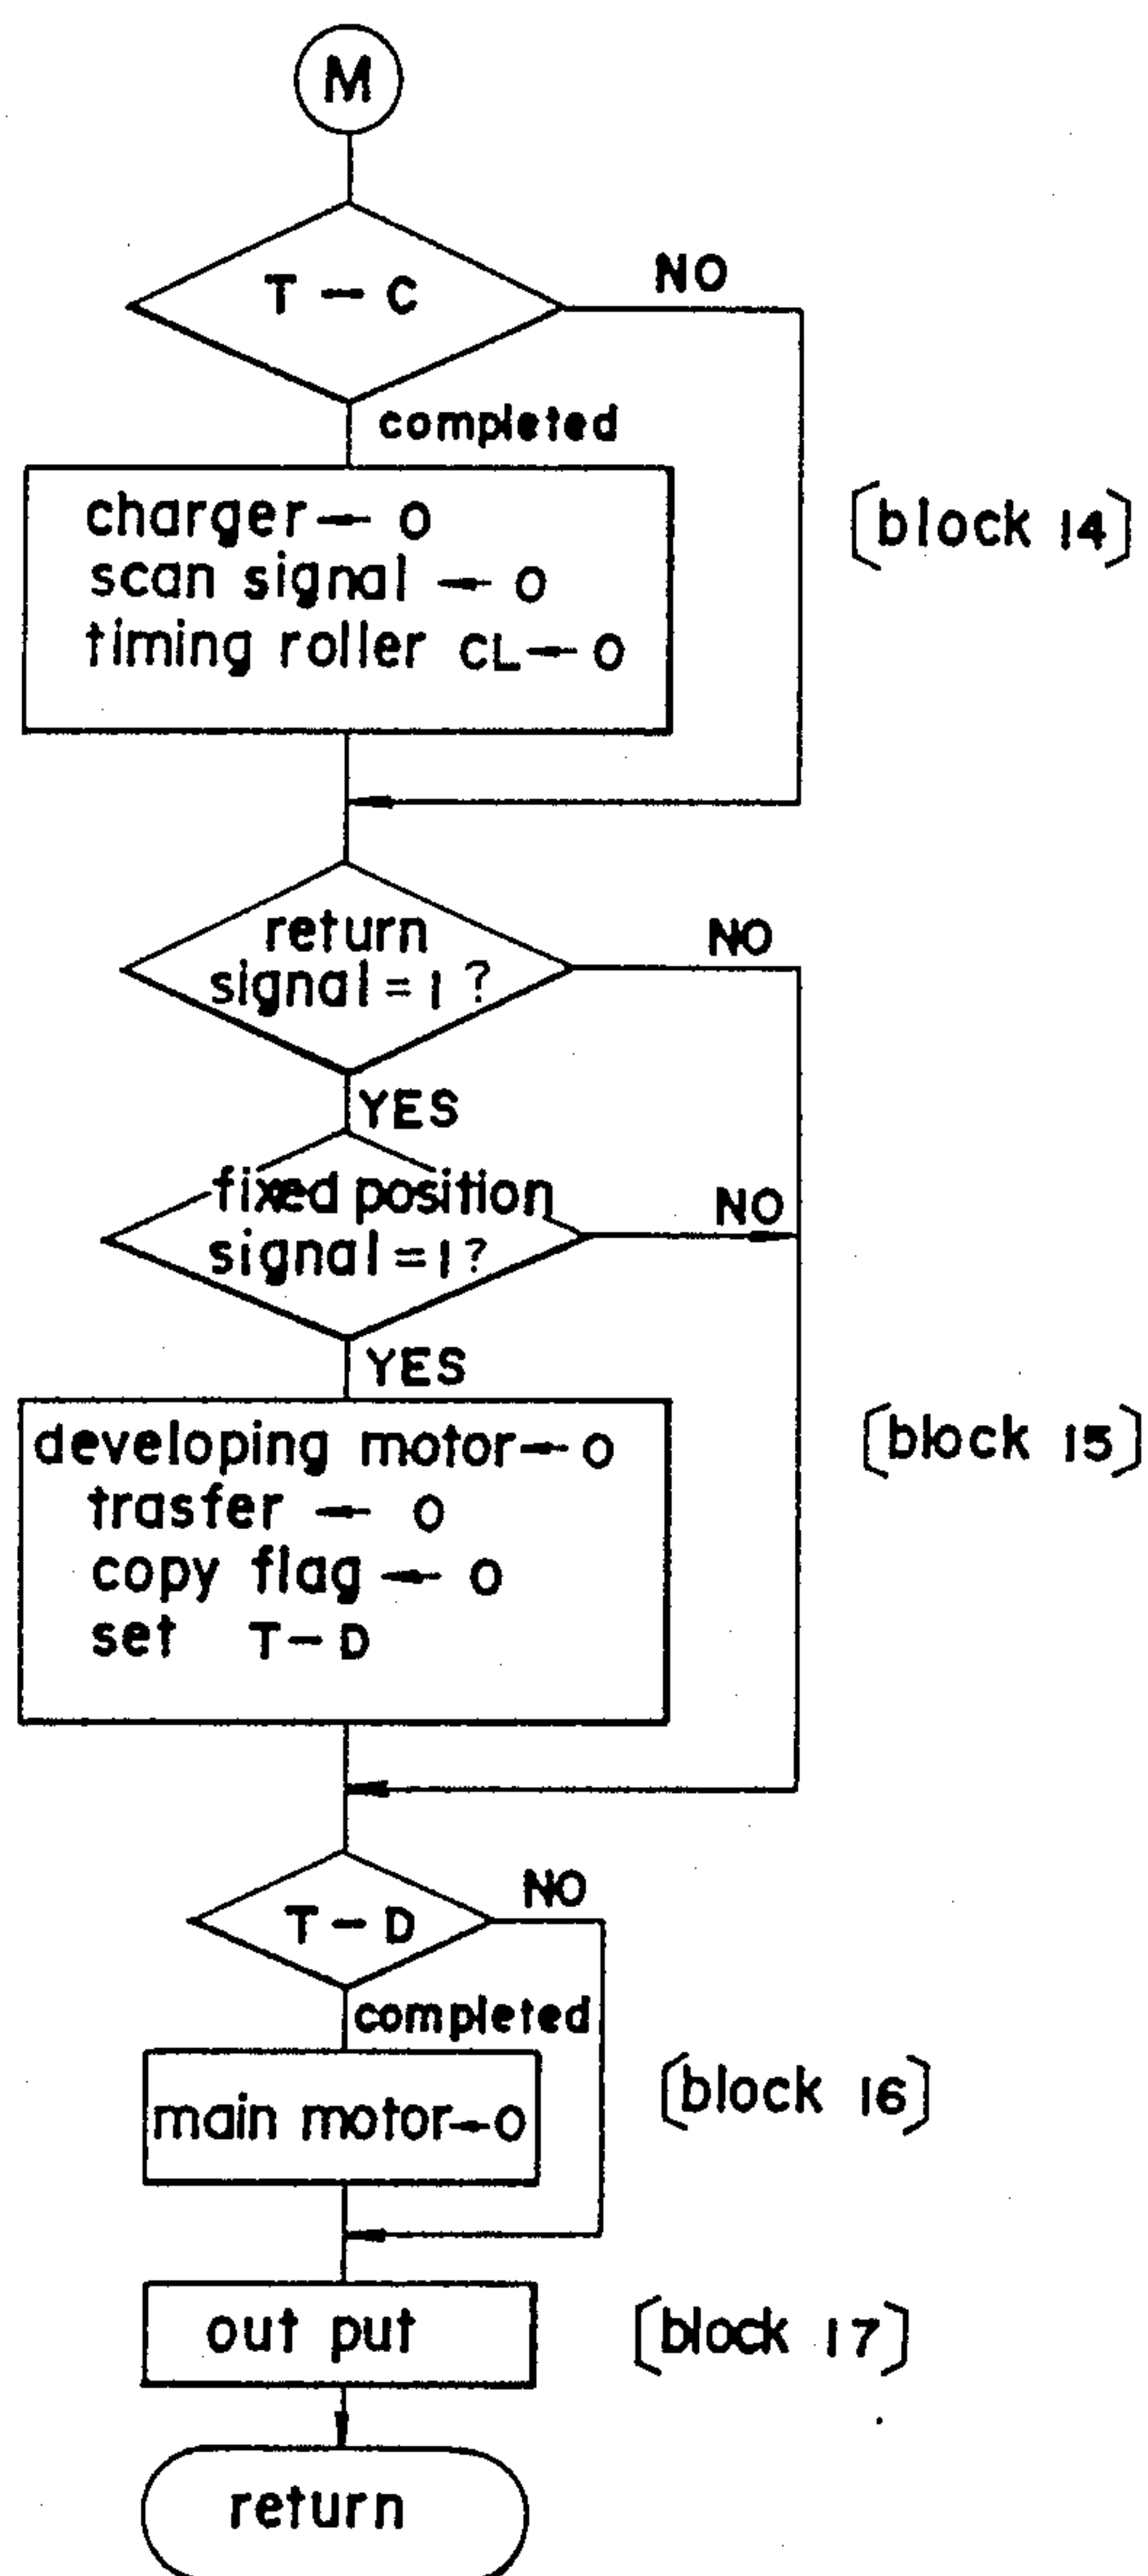 M
T - C
NO
completed
charger ← 0
scan signal ← 0
timing roller CL ← 0
[block 14]
return
signal = 1 ?
NO
YES
fixed position
signal = 1 ?
NO
YES
developing motor ← 0
trasfer ← 0
copy flag ← 0
set T - D
[block 15]
T - D
NO
completed
main motor ← 0
[block 16]
out put
[block 17]
return